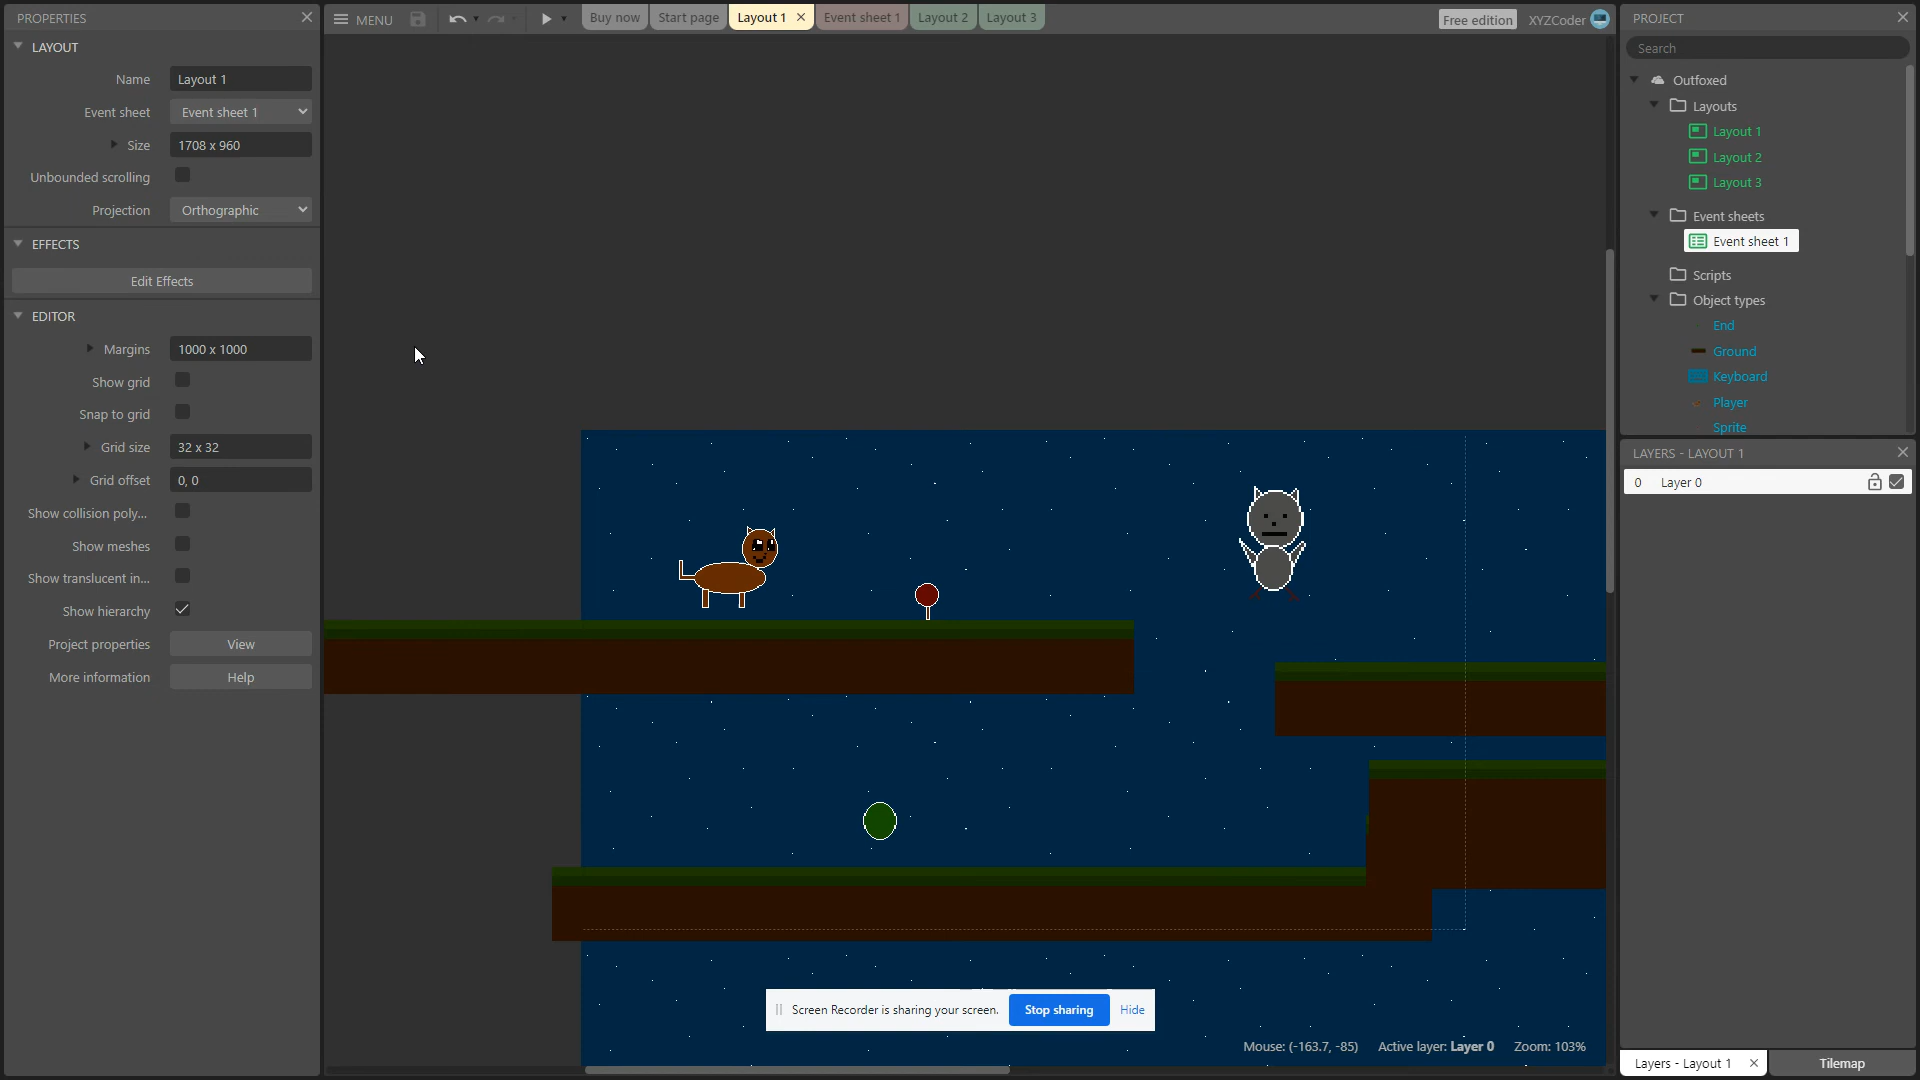 PROPERTIES
LAYOUT
Name Layout 1
Event sheet Event sheet 1
Size 1708 x 960
Unbounded scrolling
Projection Orthographic
EFFECTS
Edit Effects
EDITOR
Margins 1000 x 1000
Show grid
Snap to grid
Grid size 32 x 32
Grid offset 0, 0
Show collision poly...
Show meshes
Show translucent in...
Show hierarchy
Project properties View
More information Help
MENU
Buy now
Start page
Layout 1
Event sheet 1
Layout 2
Layout 3
Free edition
XYZCoder
Screen Recorder is sharing your screen.
Stop sharing
Hide
Mouse: (-163.7, -85) Active layer: Layer 0 Zoom: 103%
PROJECT
Search
Outfoxed
Layouts
Layout 1
Layout 2
Layout 3
Event sheets
Event sheet 1
Scripts
Object types
End
Ground
Keyboard
Player
Sprite
LAYERS - LAYOUT 1
0 Layer 0
Layers - Layout 1
Tilemap